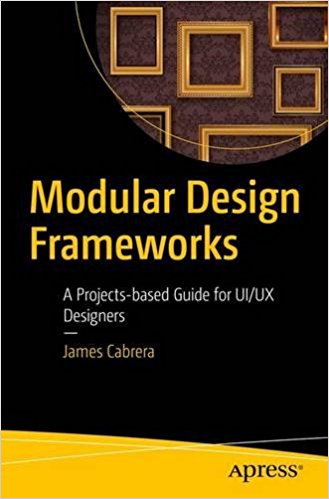 Modular Design
Frameworks
A Projects-based Guide for UI/UX
Designers
—
James Cabrera
Apress®